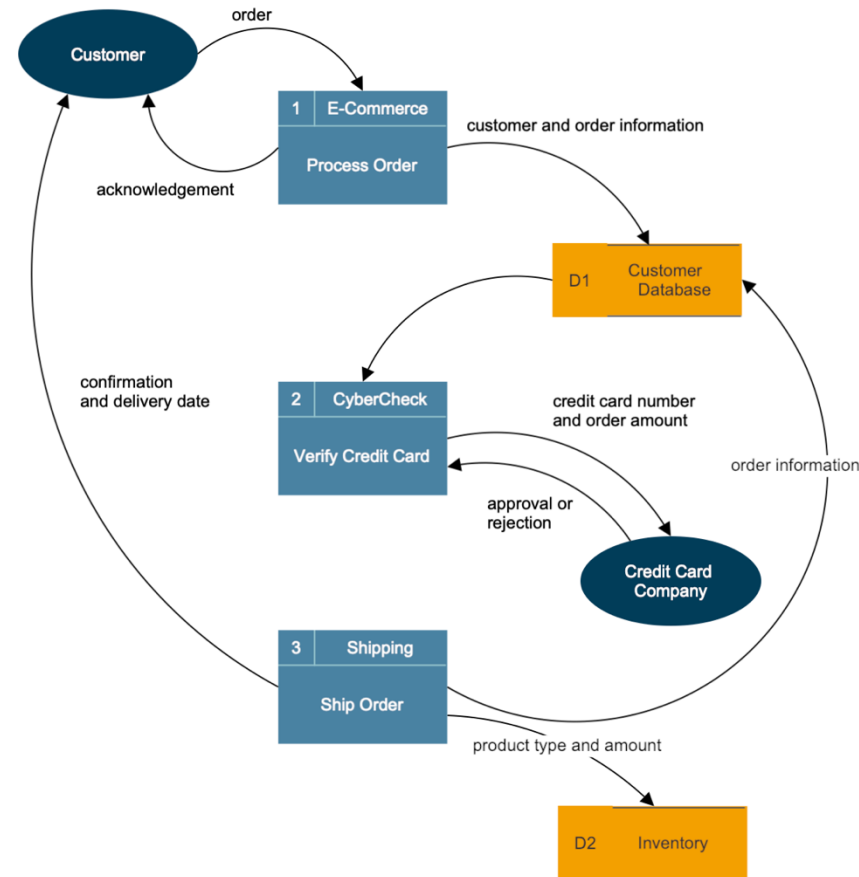 order
Customer
1 E-Commerce
customer and order information
Process Order
acknowledgement
D1 Customer
Database
confirmation
and delivery date
2 CyberCheck
credit card number
and order amount
Verify Credit Card
order information
approval or
rejection
Credit Card
Company
3 Shipping
Ship Order
product type and amount
D2 Inventory